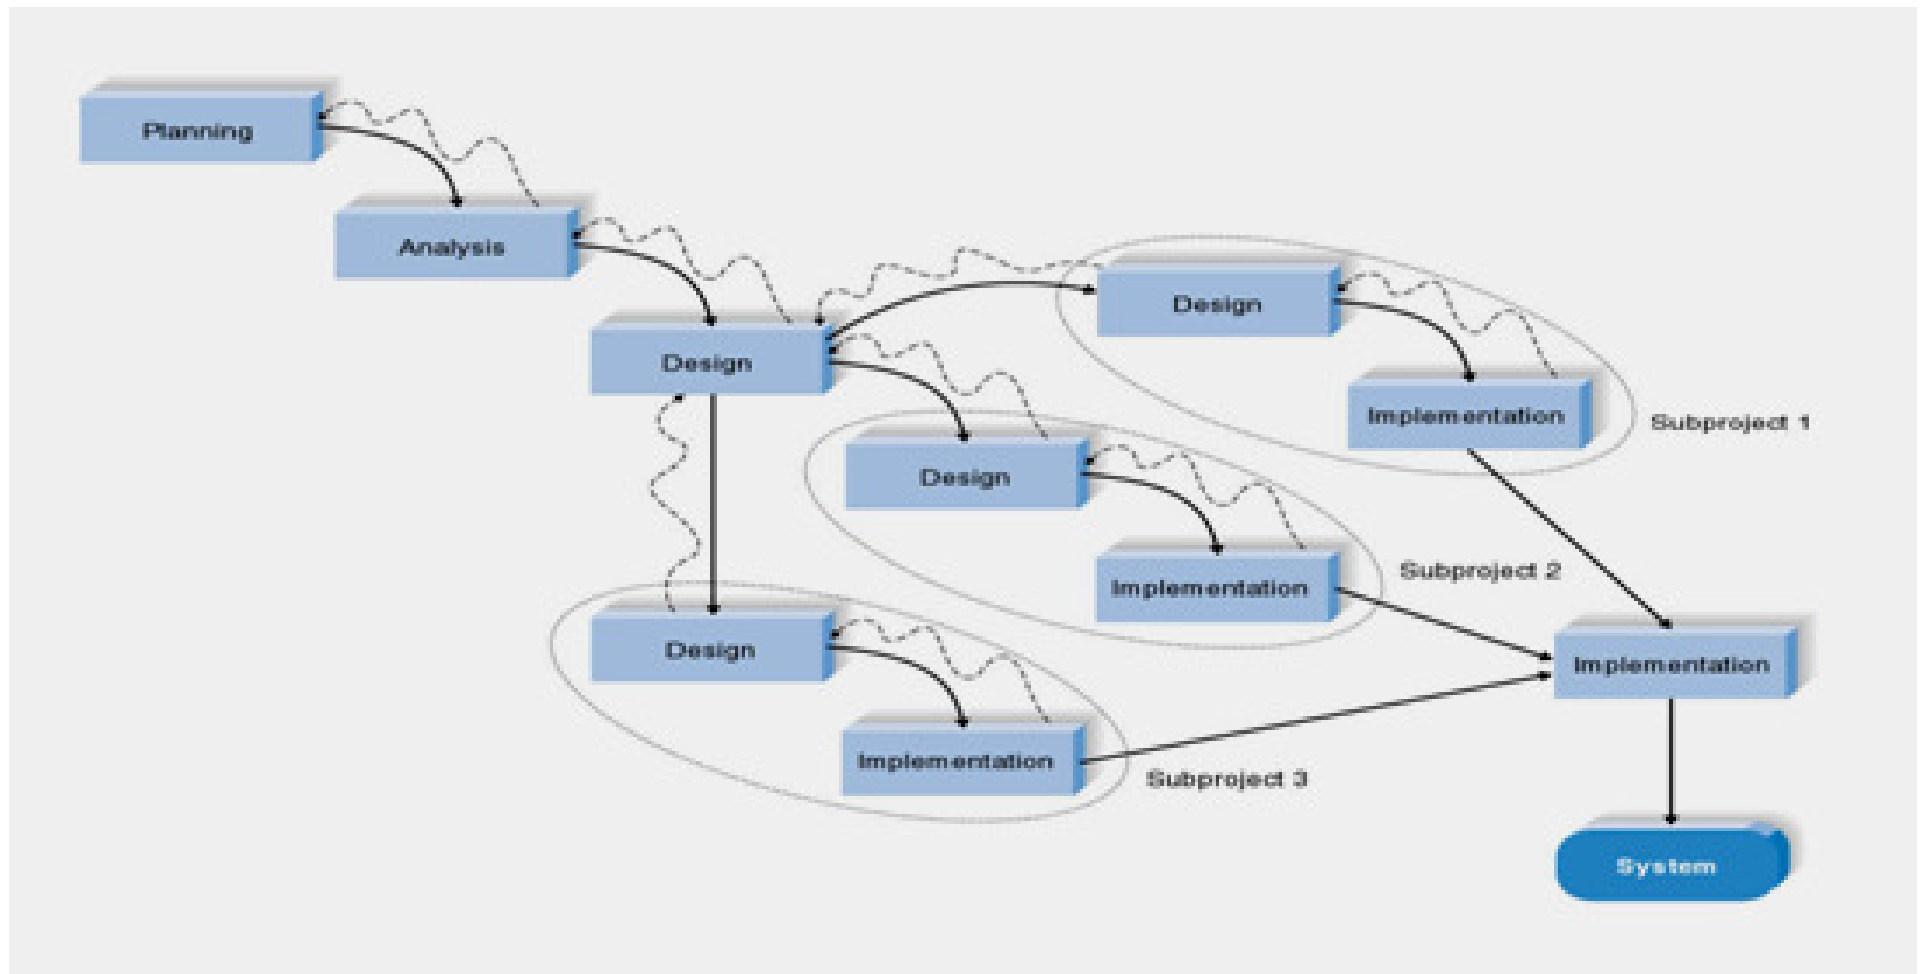 Planning
Analysis
Design
Design
Implementation
Subproject 1
Design
Implementation
Subproject 2
Design
Implementation
Subproject 3
Implementation
System